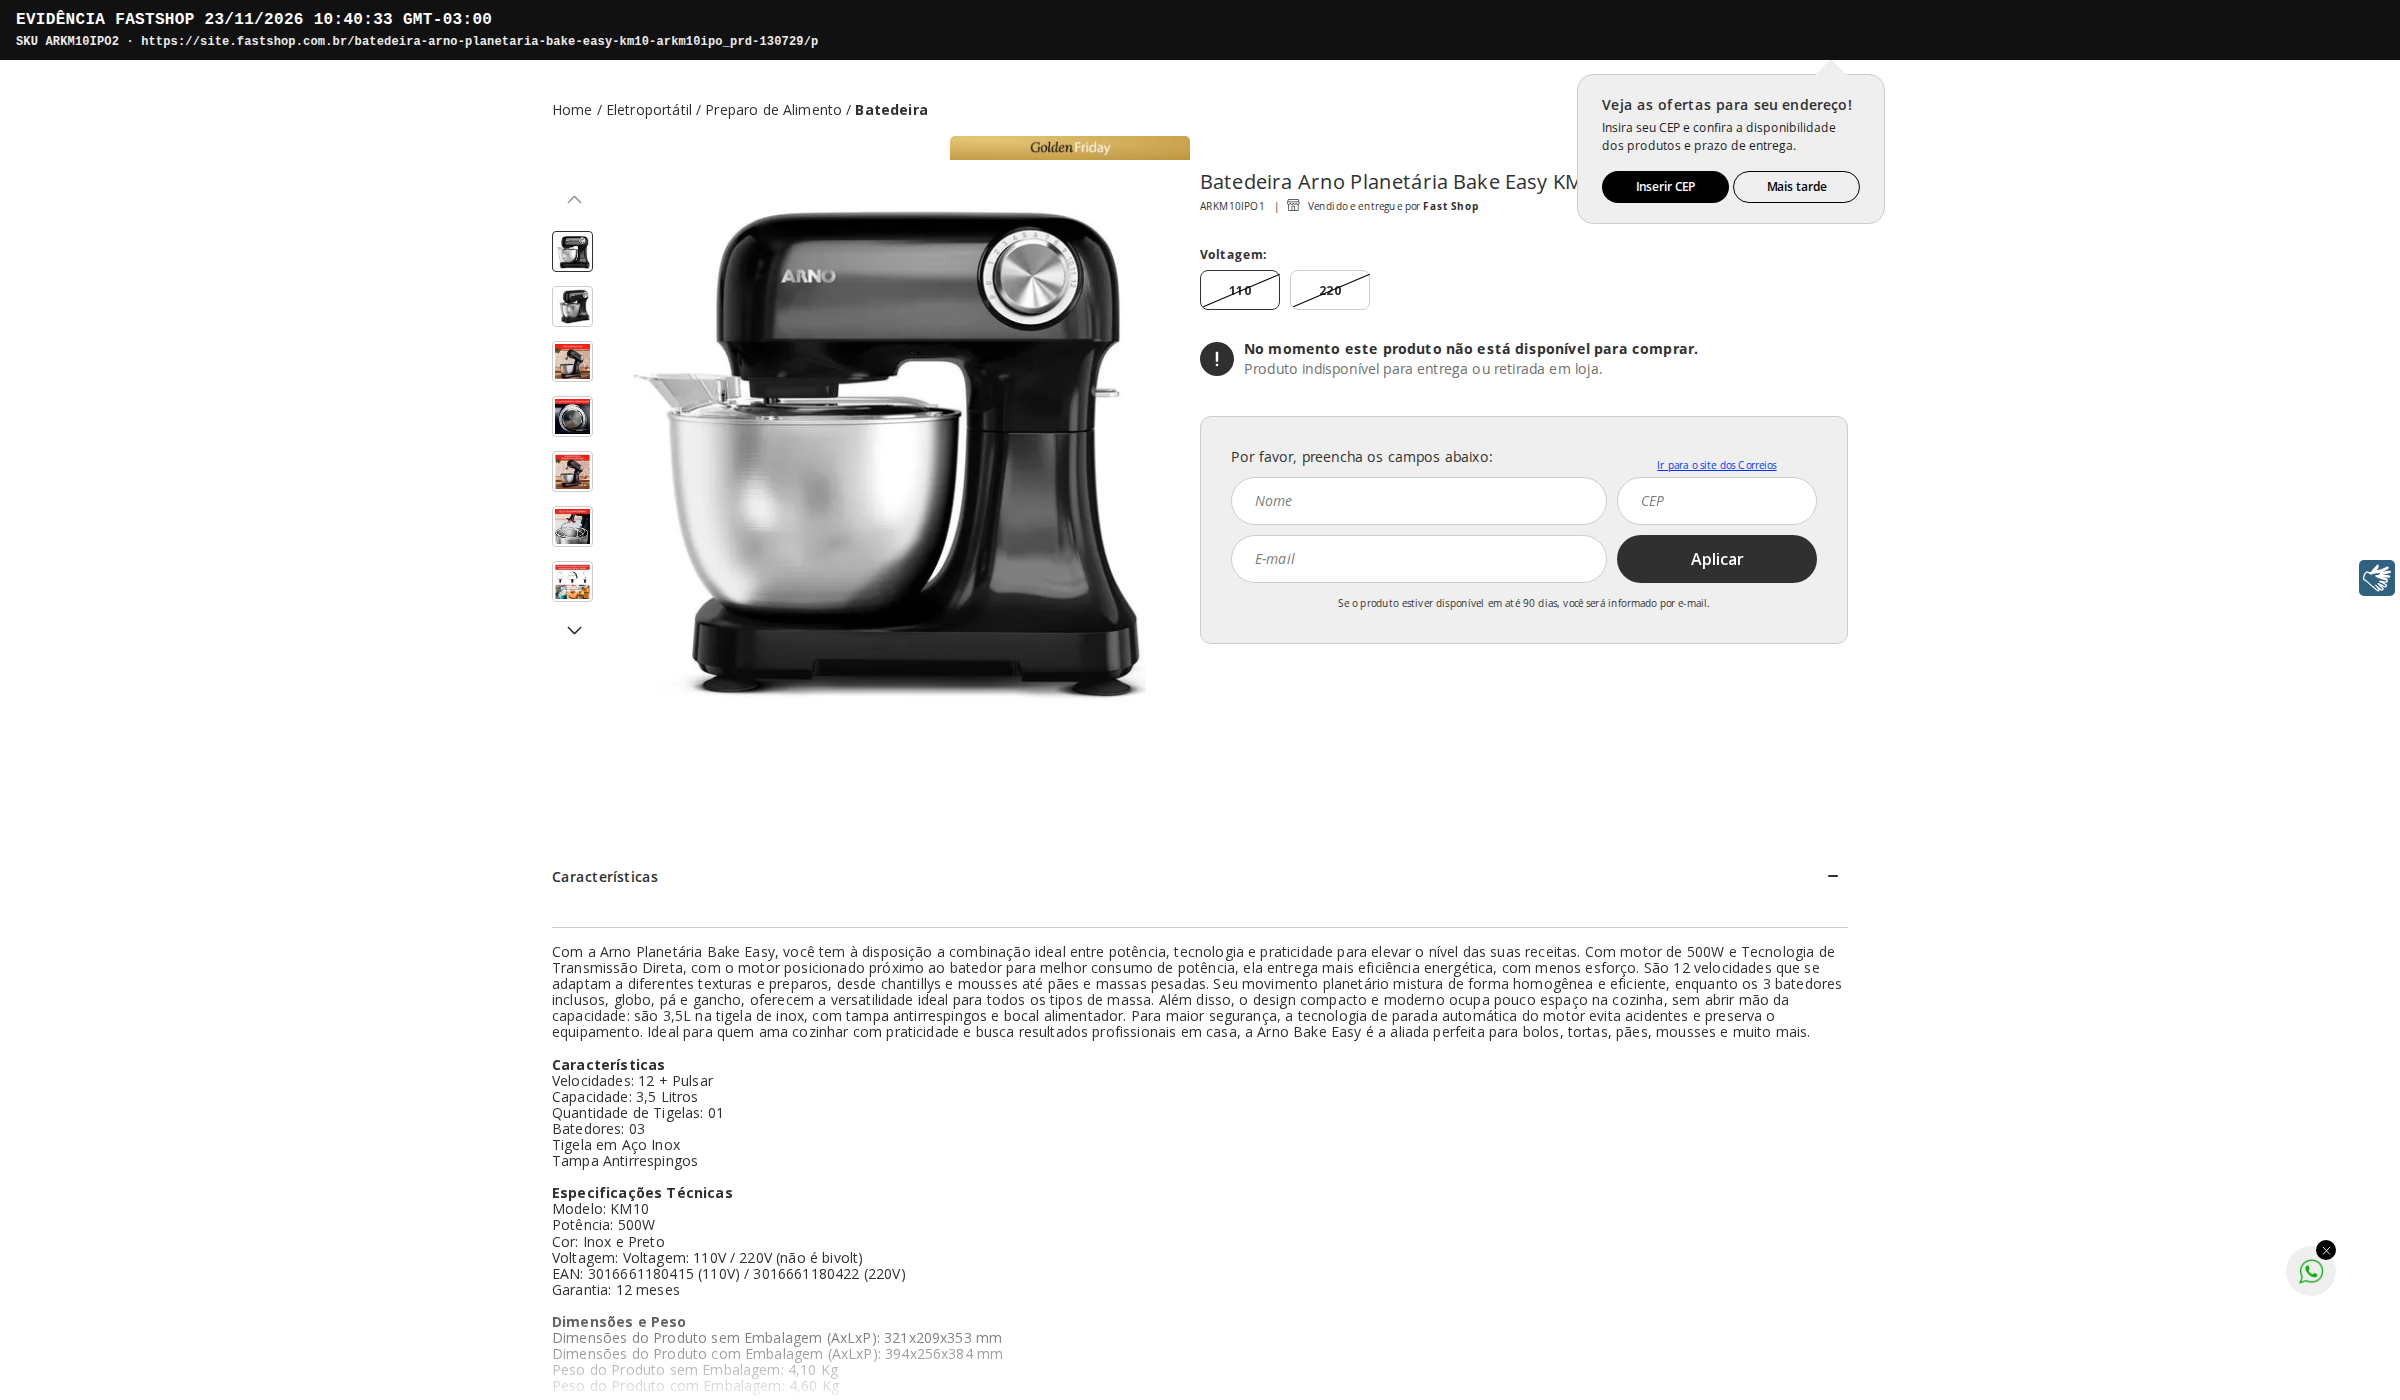 EVIDÊNCIA FASTSHOP 23/11/2026 10:40:33 GMT-03:00
SKU ARKM10IPO2 · https://site.fastshop.com.br/batedeira-arno-planetaria-bake-easy-km10-arkm10ipo_prd-130729/p
Veja as ofertas para seu endereço!
Insira seu CEP e confira a disponibilidade
dos produtos e prazo de entrega.
Inserir CEP
Mais tarde
Home / Eletroportátil / Preparo de Alimento / Batedeira
Golden Friday
ARNO
Batedeira Arno Planetária Bake Easy KM
ARKM10IPO1 | Vendido e entregue por Fast Shop
Voltagem:
110
220
No momento este produto não está disponível para comprar.
Produto indisponível para entrega ou retirada em loja.
Por favor, preencha os campos abaixo:
Ir para o site dos Correios
Nome
CEP
E-mail
Aplicar
Se o produto estiver disponível em até 90 dias, você será informado por e-mail.
Características
Com a Arno Planetária Bake Easy, você tem à disposição a combinação ideal entre potência, tecnologia e praticidade para elevar o nível das suas receitas. Com motor de 500W e Tecnologia de
Transmissão Direta, com o motor posicionado próximo ao batedor para melhor consumo de potência, ela entrega mais eficiência energética, com menos esforço. São 12 velocidades que se
adaptam a diferentes texturas e preparos, desde chantillys e mousses até pães e massas pesadas. Seu movimento planetário mistura de forma homogênea e eficiente, enquanto os 3 batedores
inclusos, globo, pá e gancho, oferecem a versatilidade ideal para todos os tipos de massa. Além disso, o design compacto e moderno ocupa pouco espaço na cozinha, sem abrir mão da
capacidade: são 3,5L na tigela de inox, com tampa antirrespingos e bocal alimentador. Para maior segurança, a tecnologia de parada automática do motor evita acidentes e preserva o
equipamento. Ideal para quem ama cozinhar com praticidade e busca resultados profissionais em casa, a Arno Bake Easy é a aliada perfeita para bolos, tortas, pães, mousses e muito mais.
Características
Velocidades: 12 + Pulsar
Capacidade: 3,5 Litros
Quantidade de Tigelas: 01
Batedores: 03
Tigela em Aço Inox
Tampa Antirrespingos
Especificações Técnicas
Modelo: KM10
Potência: 500W
Cor: Inox e Preto
Voltagem: Voltagem: 110V / 220V (não é bivolt)
EAN: 3016661180415 (110V) / 3016661180422 (220V)
Garantia: 12 meses
Dimensões e Peso
Dimensões do Produto sem Embalagem (AxLxP): 321x209x353 mm
Dimensões do Produto com Embalagem (AxLxP): 394x256x384 mm
Peso do Produto sem Embalagem: 4,10 Kg
Peso do Produto com Embalagem: 4,60 Kg